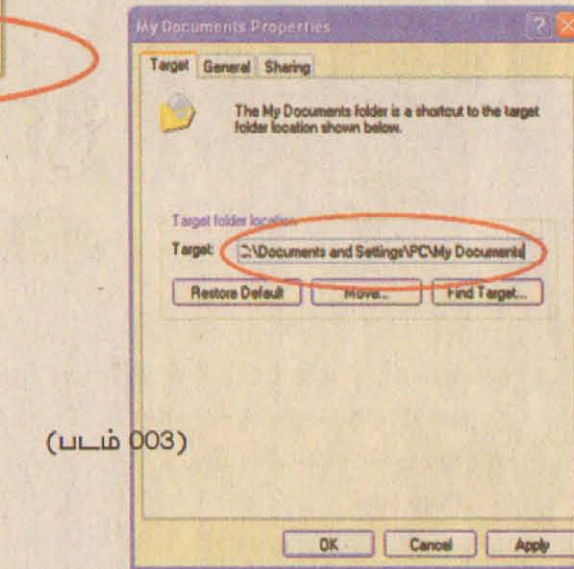 My Documents Properties
Target General Sharing
The My Documents folder is a shortcut to the target
folder location shown below.
Target folder location
Target: C:\Documents and Settings\PC\My Documents
Restore Default Move... Find Target...
(படம் 003)
OK Cancel Apply